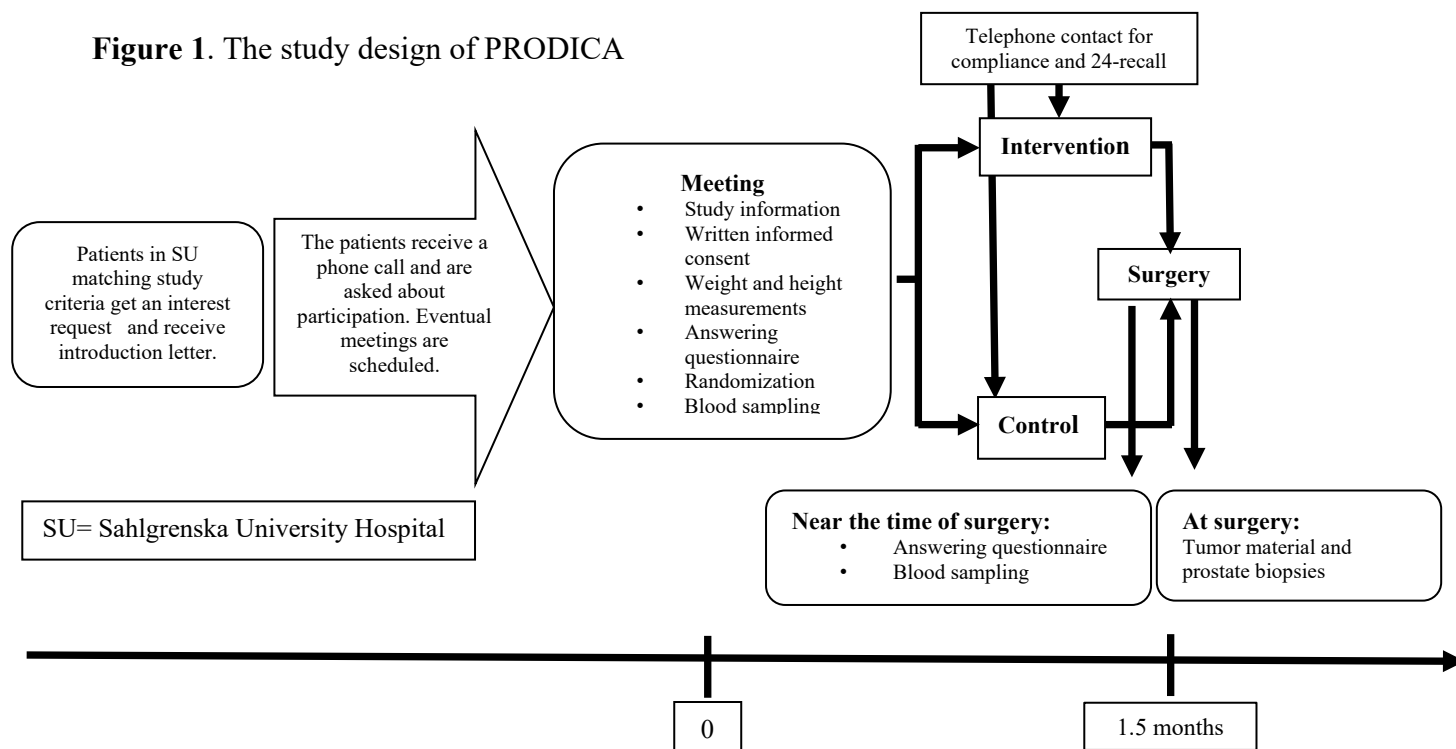 Figure 1. The study design of PRODICA
Telephone contact for
compliance and 24-recall
Patients in SU
matching study
criteria get an interest
request and receive
introduction letter.
The patients receive a
phone call and are
asked about
participation. Eventual
meetings are
scheduled.
Meeting
• Study information
• Written informed
consent
• Weight and height
measurements
• Answering
questionnaire
• Randomization
• Blood sampling
Intervention
Surgery
Control
SU= Sahlgrenska University Hospital
Near the time of surgery:
• Answering questionnaire
• Blood sampling
At surgery:
Tumor material and
prostate biopsies
0
1.5 months